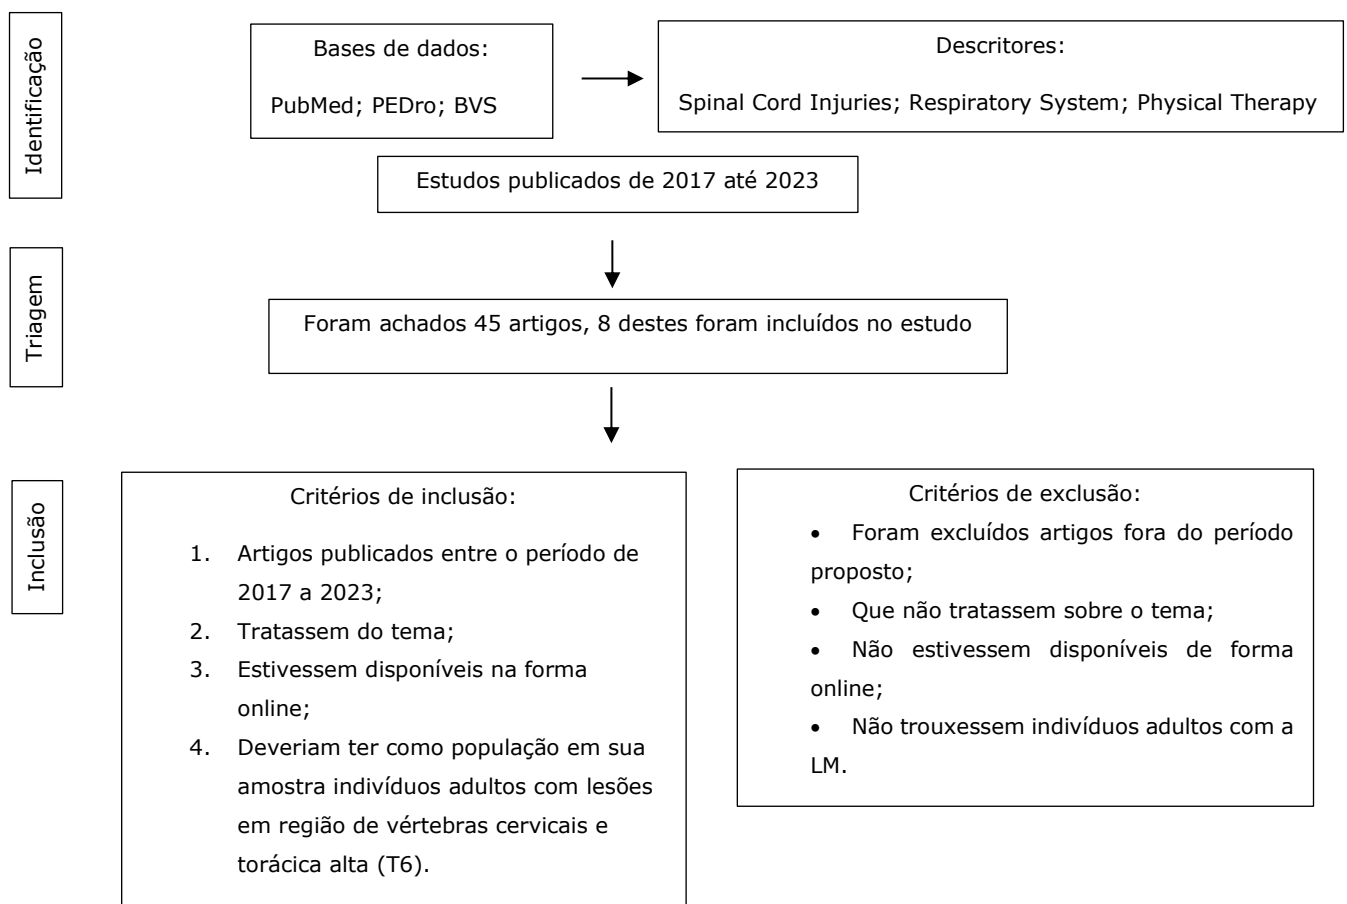 Identificação
Bases de dados:
PubMed; PEDro; BVS
Descritores:
Spinal Cord Injuries; Respiratory System; Physical Therapy
Estudos publicados de 2017 até 2023
Triagem
Foram achados 45 artigos, 8 destes foram incluídos no estudo
Inclusão
Critérios de inclusão:
1. Artigos publicados entre o período de
2017 a 2023;
2. Tratassem do tema;
3. Estivessem disponíveis na forma
online;
4. Deveriam ter como população em sua
amostra indivíduos adultos com lesões
em região de vértebras cervicais e
torácica alta (T6).
Critérios de exclusão:
• Foram excluídos artigos fora do período
proposto;
• Que não tratassem sobre o tema;
• Não estivessem disponíveis de forma
online;
• Não trouxessem indivíduos adultos com a
LM.